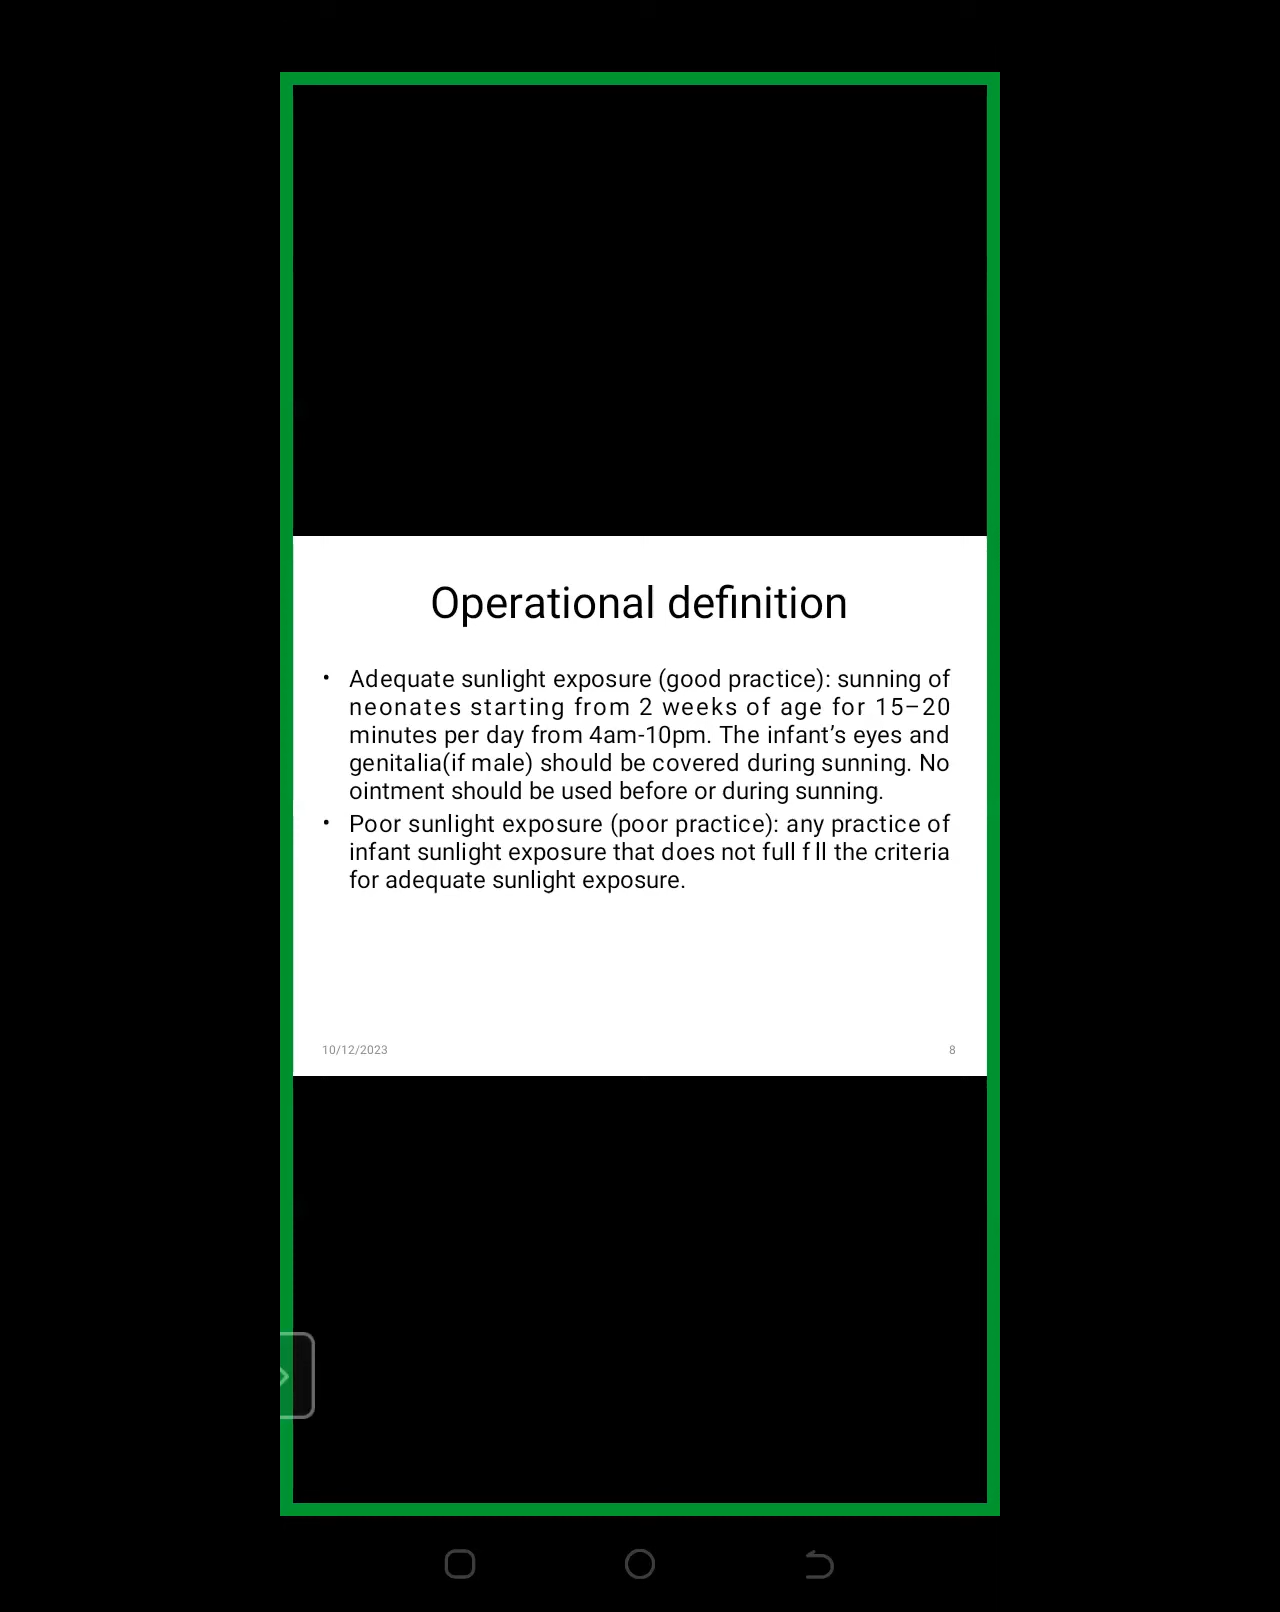 Operational definition
• Adequate sunlight exposure (good practice): sunning of
neonates starting from 2 weeks of age for 15–20
minutes per day from 4am-10pm. The infant’s eyes and
genitalia(if male) should be covered during sunning. No
ointment should be used before or during sunning.
• Poor sunlight exposure (poor practice): any practice of
infant sunlight exposure that does not full f ll the criteria
for adequate sunlight exposure.
10/12/2023
8